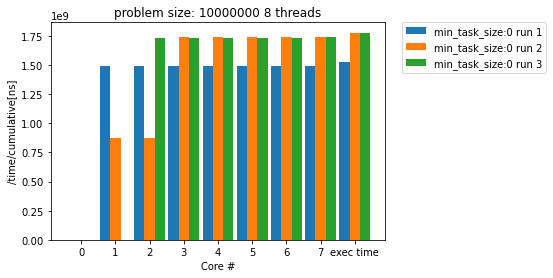 problem size: 10000000 8 threads
1e9
1.75
1.50
1.25
1.00
0.75
0.50
0.25
0.00
/time/cumulative[ns]
0 1 2 3 4 5 6 7 exec time
Core #
min_task_size:0 run 1
min_task_size:0 run 2
min_task_size:0 run 3